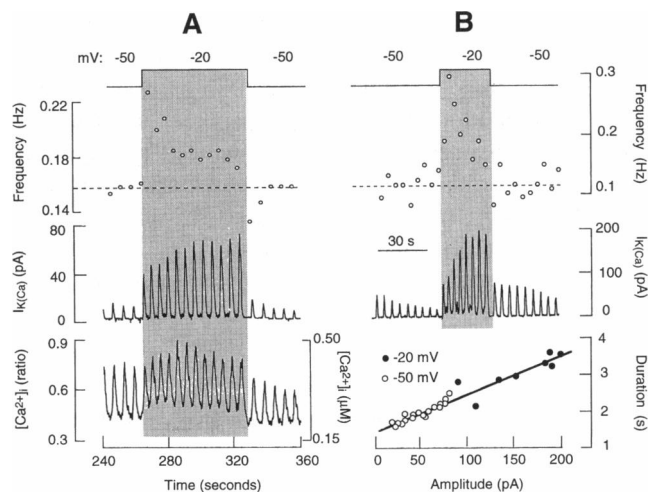 A
B
mV: -50 -20 -50
-50 -20 -50
Frequency (Hz)
0.22
0.18
0.14
0.3
0.2
0.1
Frequency (Hz)
IK(Ca) (pA)
80
40
0
30 s
200
100
0
IK(Ca) (pA)
[Ca2+]i (ratio)
0.9
0.6
0.3
0.50
0.15
[Ca2+]i (μM)
-20 mV
-50 mV
4
3
2
1
Duration (s)
240 280 320 360
Time (seconds)
0 50 100 150 200
Amplitude (pA)